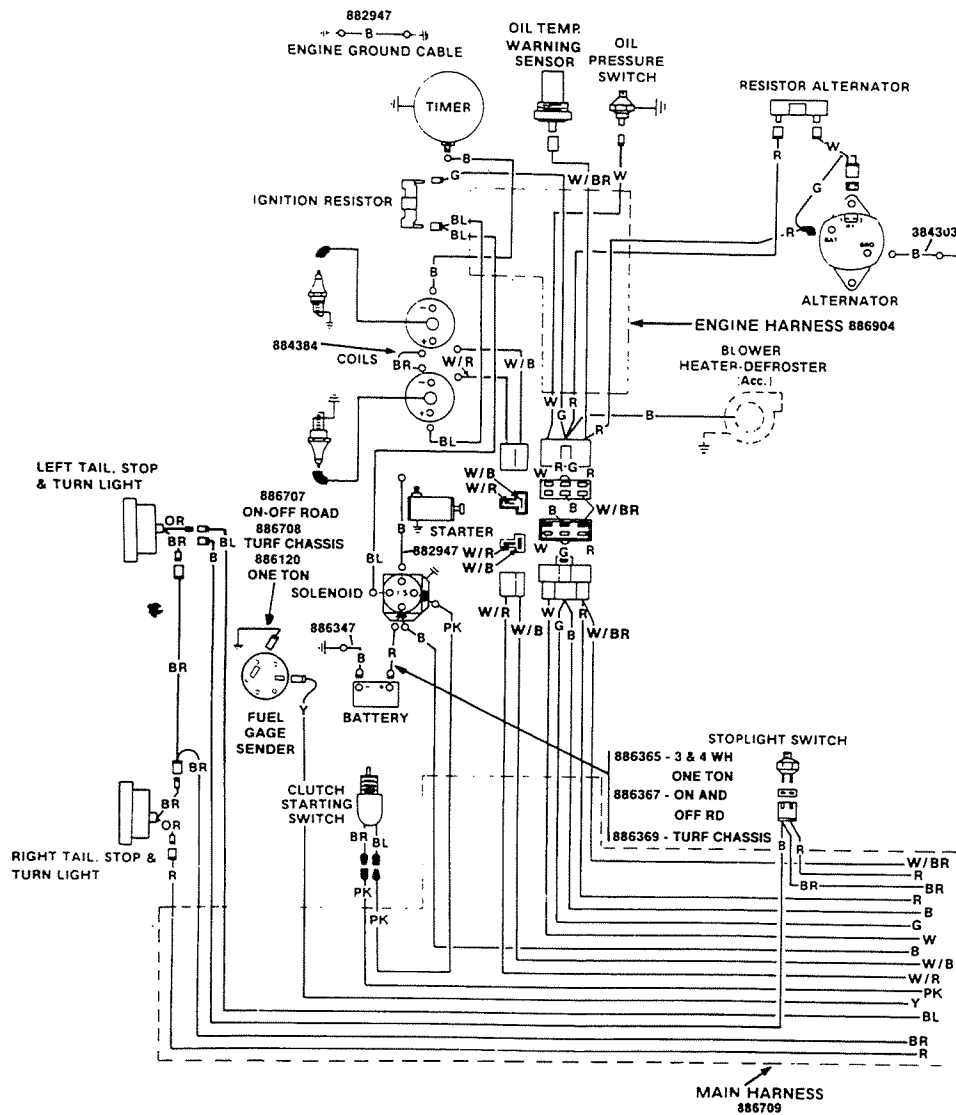 882947
B
ENGINE GROUND CABLE
OIL TEMP.
WARNING
SENSOR
OIL
PRESSURE
SWITCH
RESISTOR ALTERNATOR
TIMER
B
G
W/BR
W
R
W
G
IGNITION RESISTOR
BL
BL
R
BAT
GRD
384303
B
ALTERNATOR
B
-
+
884384
COILS
BR
W/R
W/B
ENGINE HARNESS 886904
BLOWER
HEATER-DEFROSTER
(Acc.)
-
+
BL
W
G
R
B
R
LEFT TAIL. STOP
& TURN LIGHT
OR
BL
B
BR
886707
ON-OFF ROAD
886708
TURF CHASSIS
886120
ONE TON
W/B
W/R
W
R
G
R
B
B
W/BR
STARTER
B
882947
W/R
W/B
W
G
R
BL
SOLENOID
I
S
PK
W/R
W/B
W
G
B
R
W/BR
886347
B
R
B
-
+
BATTERY
Y
FUEL
GAGE
SENDER
STOPLIGHT SWITCH
886365 - 3 & 4 WH
ONE TON
886367 - ON AND
OFF RD
886369 - TURF CHASSIS
CLUTCH
STARTING
SWITCH
BR
BL
PK
PK
BR
BR
OR
R
RIGHT TAIL. STOP &
TURN LIGHT
B
R
BR
W/BR
R
BR
R
B
G
W
B
W/B
W/R
PK
Y
BL
BR
R
MAIN HARNESS
886709